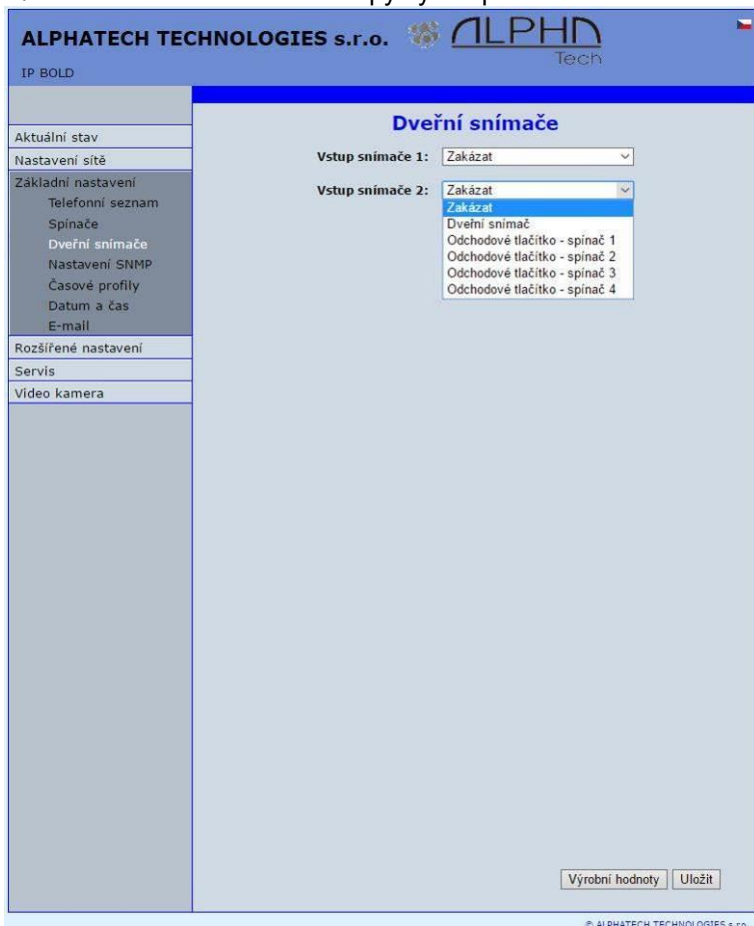 ALPHATECH TECHNOLOGIES s.r.o.
ALPHA
Tech
IP BOLD
Aktuální stav
Nastavení sítě
Základní nastavení
Telefonní seznam
Spínače
Dveřní snímače
Nastavení SNMP
Časové profily
Datum a čas
E-mail
Rozšířené nastavení
Servis
Video kamera
Dveřní snímače
Vstup snímače 1: Zakázat
Vstup snímače 2: Zakázat
Zakázat
Dveřní snímač
Odchodové tlačítko - spínač 1
Odchodové tlačítko - spínač 2
Odchodové tlačítko - spínač 3
Odchodové tlačítko - spínač 4
Výrobní hodnoty Uložit
© ALPHATECH TECHNOLOGIES s.r.o.